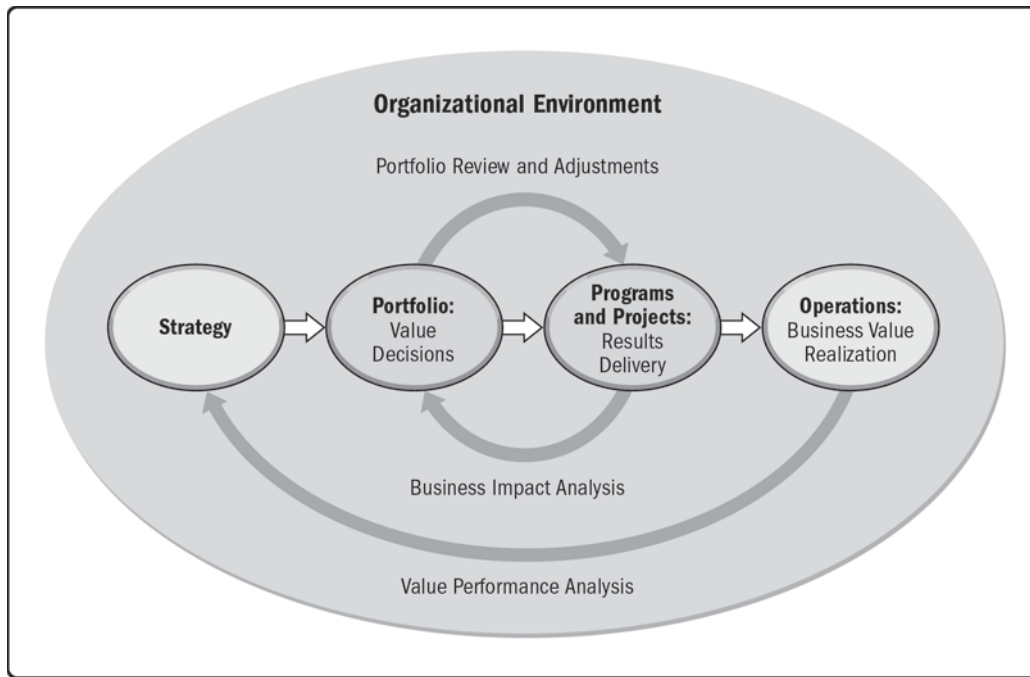 Organizational Environment
Portfolio Review and Adjustments
Strategy
Portfolio:
Value
Decisions
Programs
and Projects:
Results
Delivery
Operations:
Business Value
Realization
Business Impact Analysis
Value Performance Analysis